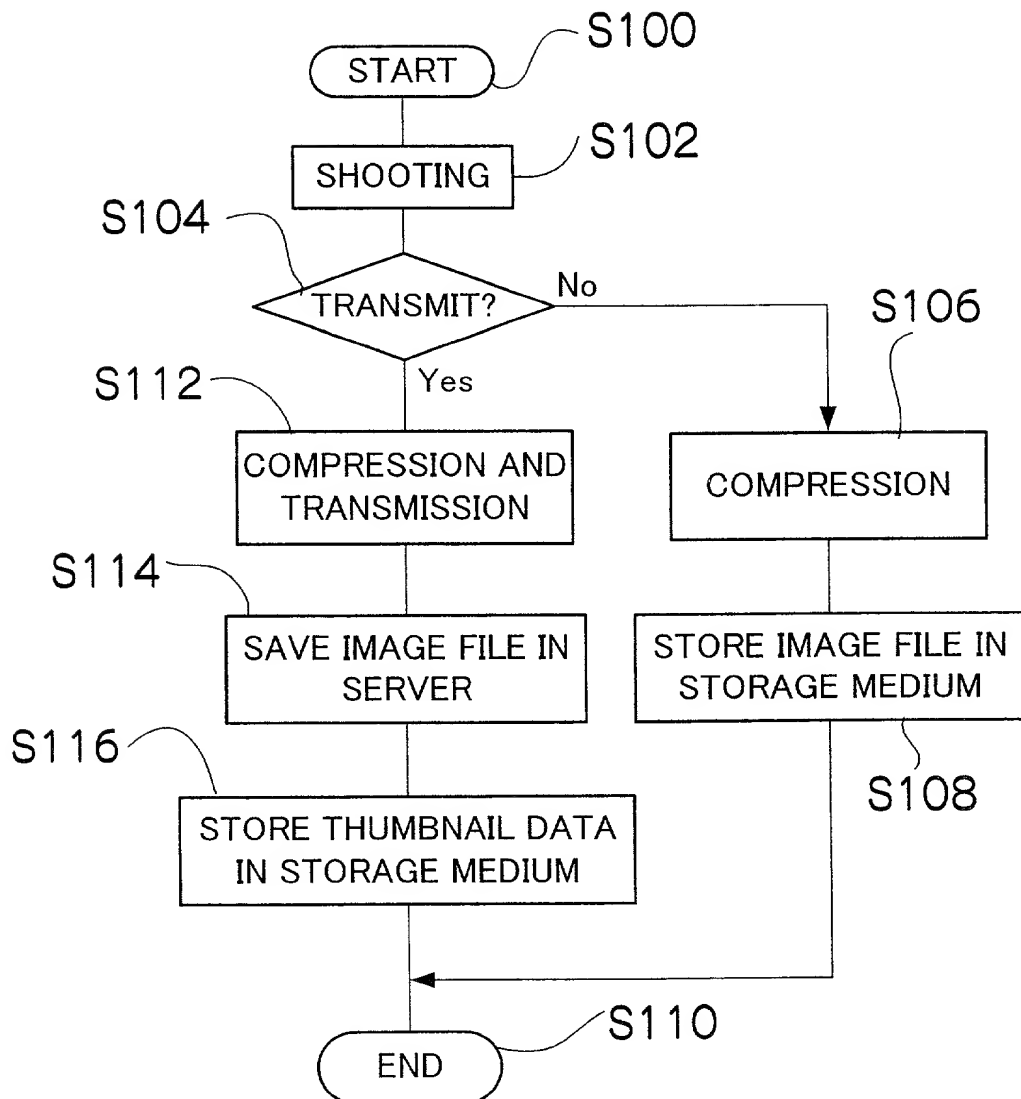 S100
START
S102
SHOOTING
S104
TRANSMIT?
No
S106
Yes
S112
COMPRESSION AND
TRANSMISSION
COMPRESSION
S114
SAVE IMAGE FILE IN
SERVER
STORE IMAGE FILE IN
STORAGE MEDIUM
S116
S108
STORE THUMBNAIL DATA
IN STORAGE MEDIUM
S110
END